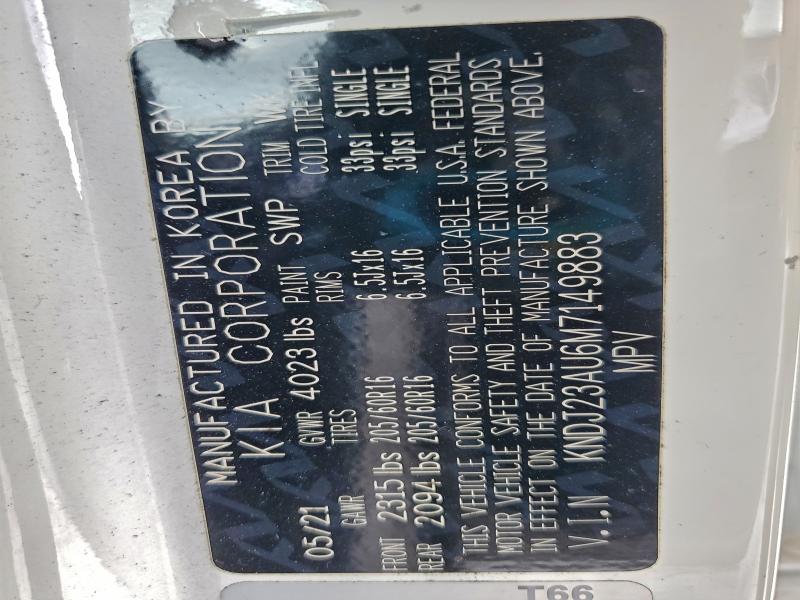 MANUFACTURED IN KOREA BY
KIA CORPORATION
05/21 GVWR 4023 lbs PAINT SWP TRIM
GAWR TIRES RIMS COLD TIRE INFL
FRONT 2315 lbs 205/60R16 6.5Jx16 33psi SINGLE
REAR 2094 lbs 205/60R16 6.5Jx16 33psi SINGLE
THIS VEHICLE CONFORMS TO ALL APPLICABLE U.S.A. FEDERAL
MOTOR VEHICLE SAFETY AND THEFT PREVENTION STANDARDS
IN EFFECT ON THE DATE OF MANUFACTURE SHOWN ABOVE.
V.I.N KNDJ23AU6M7149883
MPV
T66